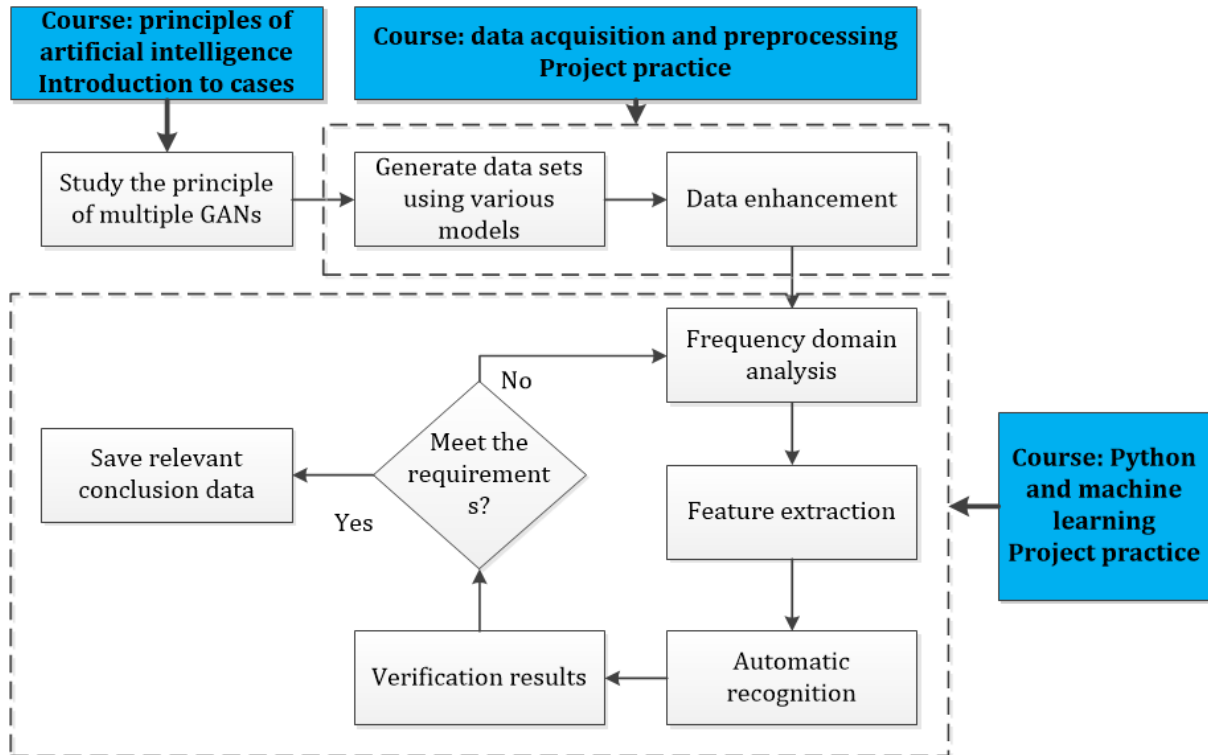 Course: principles of
artificial intelligence
Introduction to cases
Course: data acquisition and preprocessing
Project practice
Study the principle
of multiple GANs
Generate data sets
using various
models
Data enhancement
Frequency domain
analysis
No
Meet the
requirement
s?
Save relevant
conclusion data
Yes
Feature extraction
Course: Python
and machine
learning
Project practice
Verification results
Automatic
recognition